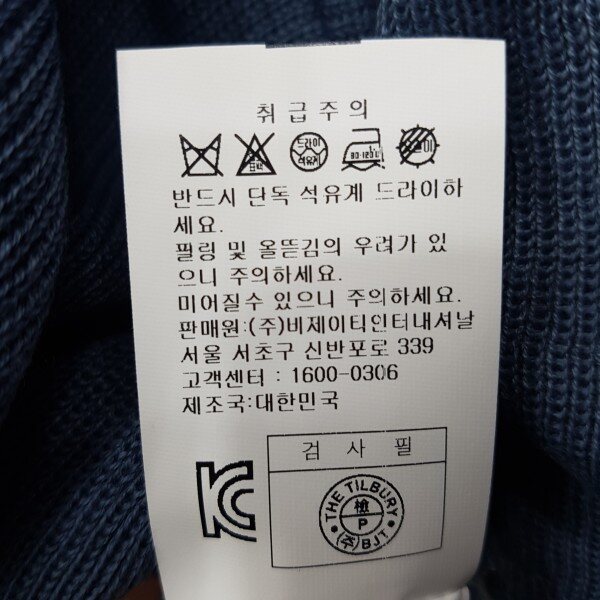 취급주의
드라이
석유계
80-120℃
반드시 단독 석유계 드라이하
세요.
필링 및 올뜯김의 우려가 있
으니 주의하세요.
미어질수 있으니 주의하세요.
판매원:(주)비제이티인터내셔날
서울 서초구 신반포로 339
고객센터 : 1600-0306
제조국:대한민국
검 사 필
THE TILBURY
檢
P
(주)BJT